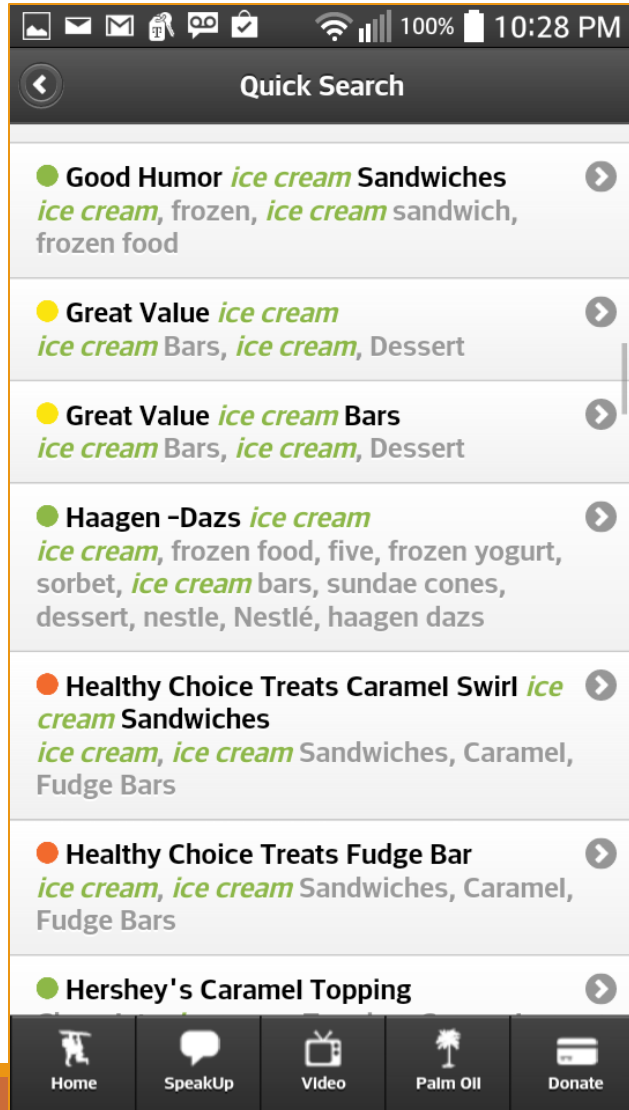 100% 10:28 PM
Quick Search
Good Humor ice cream Sandwiches
ice cream, frozen, ice cream sandwich,
frozen food
Great Value ice cream
ice cream Bars, ice cream, Dessert
Great Value ice cream Bars
ice cream Bars, ice cream, Dessert
Haagen -Dazs ice cream
ice cream, frozen food, five, frozen yogurt,
sorbet, ice cream bars, sundae cones,
dessert, nestle, Nestlé, haagen dazs
Healthy Choice Treats Caramel Swirl ice
cream Sandwiches
ice cream, ice cream Sandwiches, Caramel,
Fudge Bars
Healthy Choice Treats Fudge Bar
ice cream, ice cream Sandwiches, Caramel,
Fudge Bars
Hershey's Caramel Topping
Home SpeakUp Video Palm Oil Donate